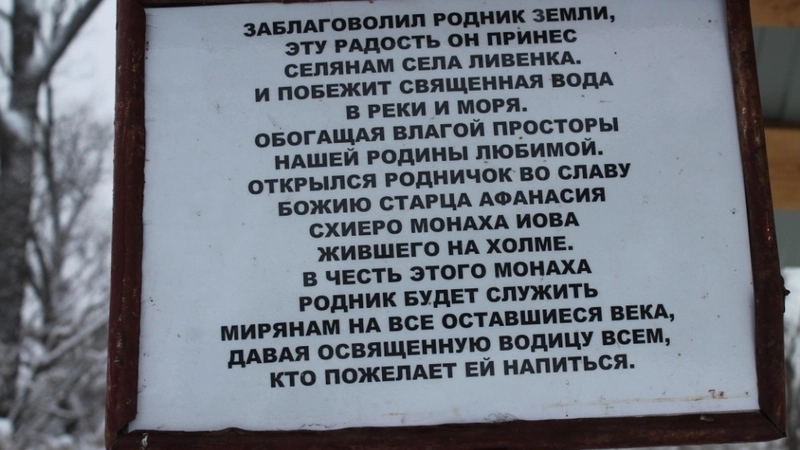 ЗАБЛАГОВОЛИЛ РОДНИК ЗЕМЛИ,
ЭТУ РАДОСТЬ ОН ПРИНЕС
СЕЛЯНАМ СЕЛА ЛИВЕНКА.
И ПОБЕЖИТ СВЯЩЕННАЯ ВОДА
В РЕКИ И МОРЯ.
ОБОГАЩАЯ ВЛАГОЙ ПРОСТОРЫ
НАШЕЙ РОДИНЫ ЛЮБИМОЙ.
ОТКРЫЛСЯ РОДНИЧОК ВО СЛАВУ
БОЖИЮ СТАРЦА АФАНАСИЯ
СХИЕРО МОНАХА ИОВА
ЖИВШЕГО НА ХОЛМЕ.
В ЧЕСТЬ ЭТОГО МОНАХА
РОДНИК БУДЕТ СЛУЖИТЬ
МИРЯНАМ НА ВСЕ ОСТАВШИЕСЯ ВЕКА,
ДАВАЯ ОСВЯЩЕННУЮ ВОДИЦУ ВСЕМ,
КТО ПОЖЕЛАЕТ ЕЙ НАПИТЬСЯ.